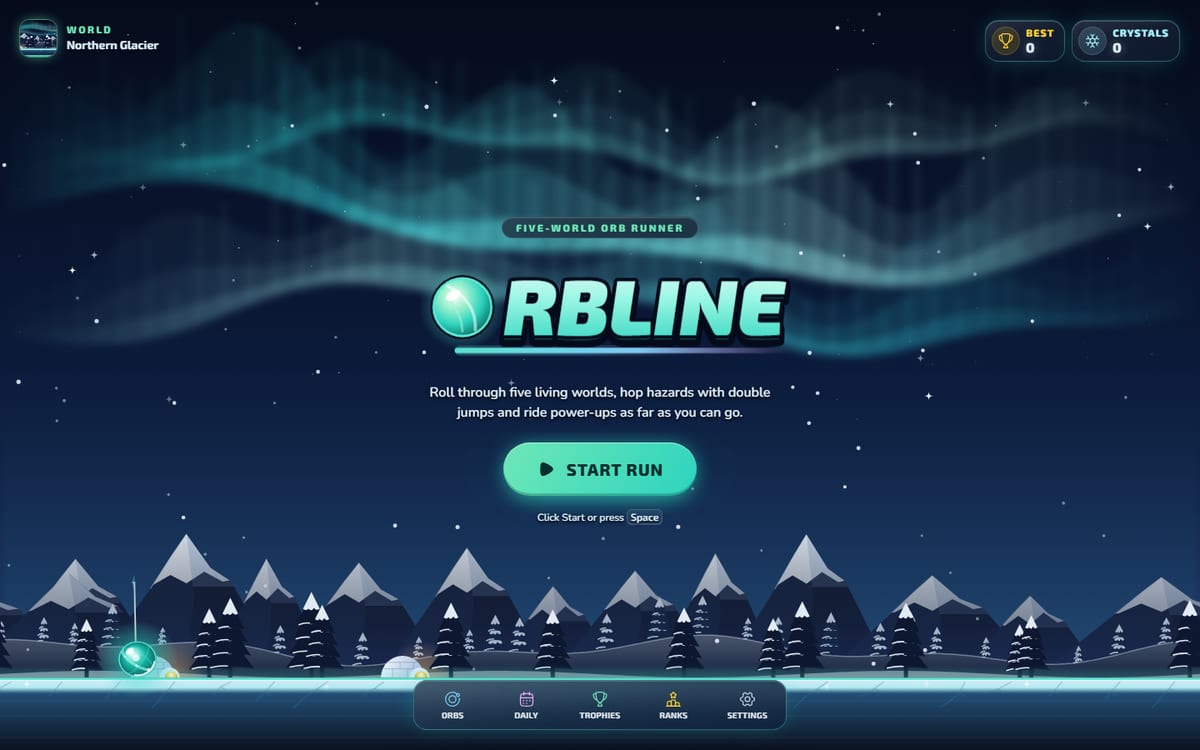 WORLD
Northern Glacier
BEST
0
CRYSTALS
0
FIVE-WORLD ORB RUNNER
ORBLINE
Roll through five living worlds, hop hazards with double
jumps and ride power-ups as far as you can go.
START RUN
Click Start or press Space
ORBS
DAILY
TROPHIES
RANKS
SETTINGS